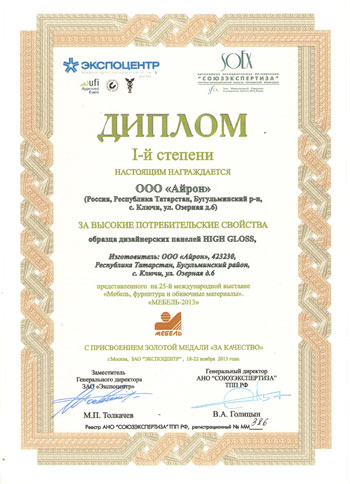 ЭКСПОЦЕНТР
SOEX
"СОЮЗЭКСПЕРТИЗА"
ufi
Approved
Event
ДИПЛОМ
I-й степени
НАСТОЯЩИМ НАГРАЖДАЕТСЯ
ООО «Айрон»
(Россия, Республика Татарстан, Бугульминский р-н,
с. Ключи, ул. Озерная д.6)
ЗА ВЫСОКИЕ ПОТРЕБИТЕЛЬСКИЕ СВОЙСТВА
образца дизайнерских панелей HIGH GLOSS,
Изготовитель: ООО «Айрон», 423230,
Республика Татарстан, Бугульминский район,
с. Ключи, ул. Озерная д.6
представленного на 25-й международной выставке
«Мебель, фурнитура и обивочные материалы».
«МЕБЕЛЬ-2013»
МЕБЕЛЬ
С ПРИСВОЕНИЕМ ЗОЛОТОЙ МЕДАЛИ «ЗА КАЧЕСТВО»
г.Москва, ЗАО "ЭКСПОЦЕНТР", 18-22 ноября 2013 года
Заместитель
Генерального директора
ЗАО «Экспоцентр»
Генеральный директор
АНО "СОЮЗЭКСПЕРТИЗА"
ТПП РФ
М.П. Толкачев
В.А. Голицын
Реестр АНО "СОЮЗЭКСПЕРТИЗА" ТПП РФ, регистрационный № ММ 386